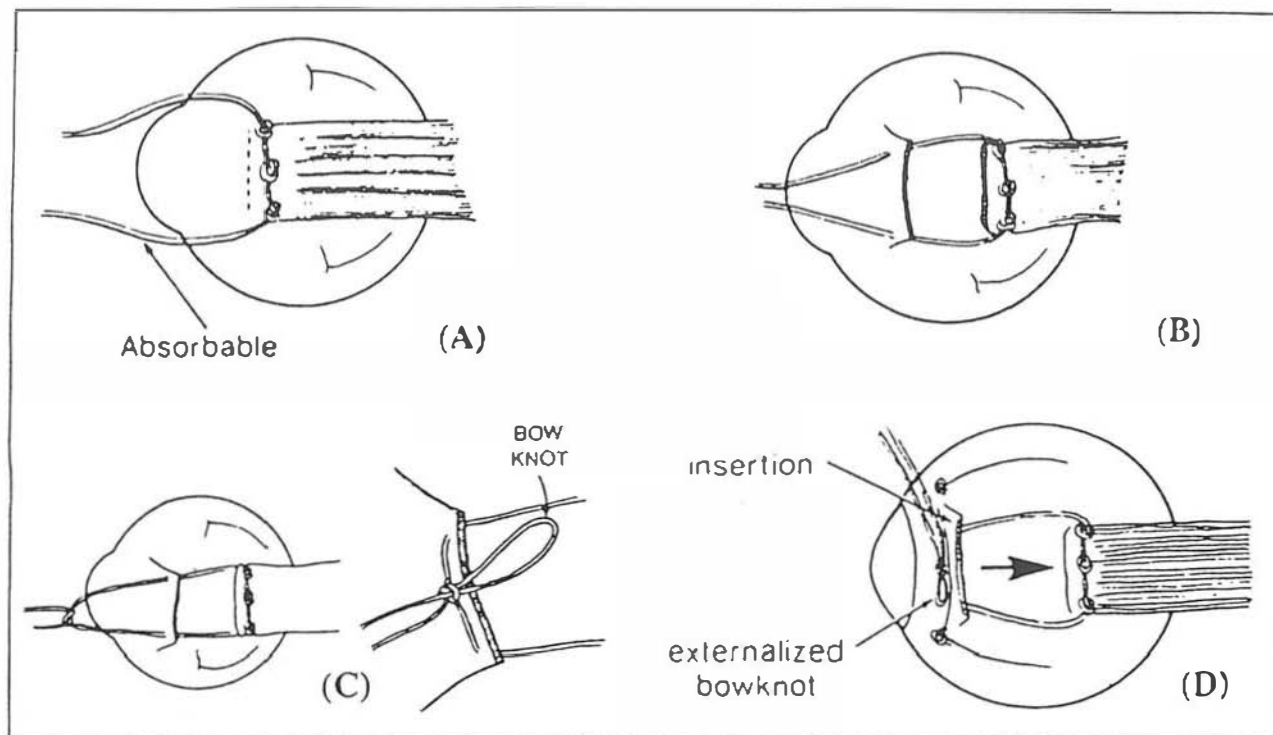 Absorbable
(A)
(B)
BOW
KNOT
(C)
insertion
externalized
bowknot
(D)